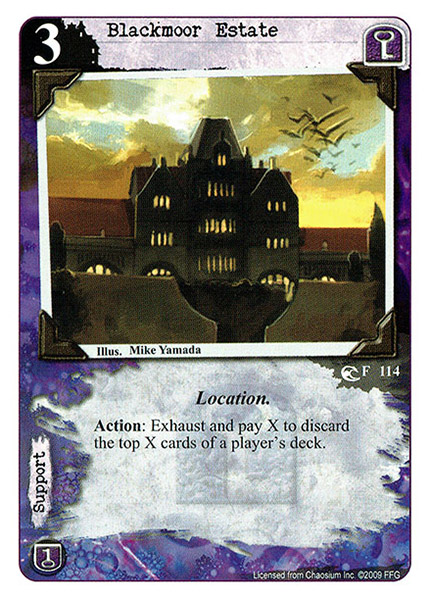 3
Blackmoor Estate
Illus. Mike Yamada
F 114
Location.
Action: Exhaust and pay X to discard
the top X cards of a player's deck.
Support
1
Licensed from Chaosium Inc. ©2009 FFG